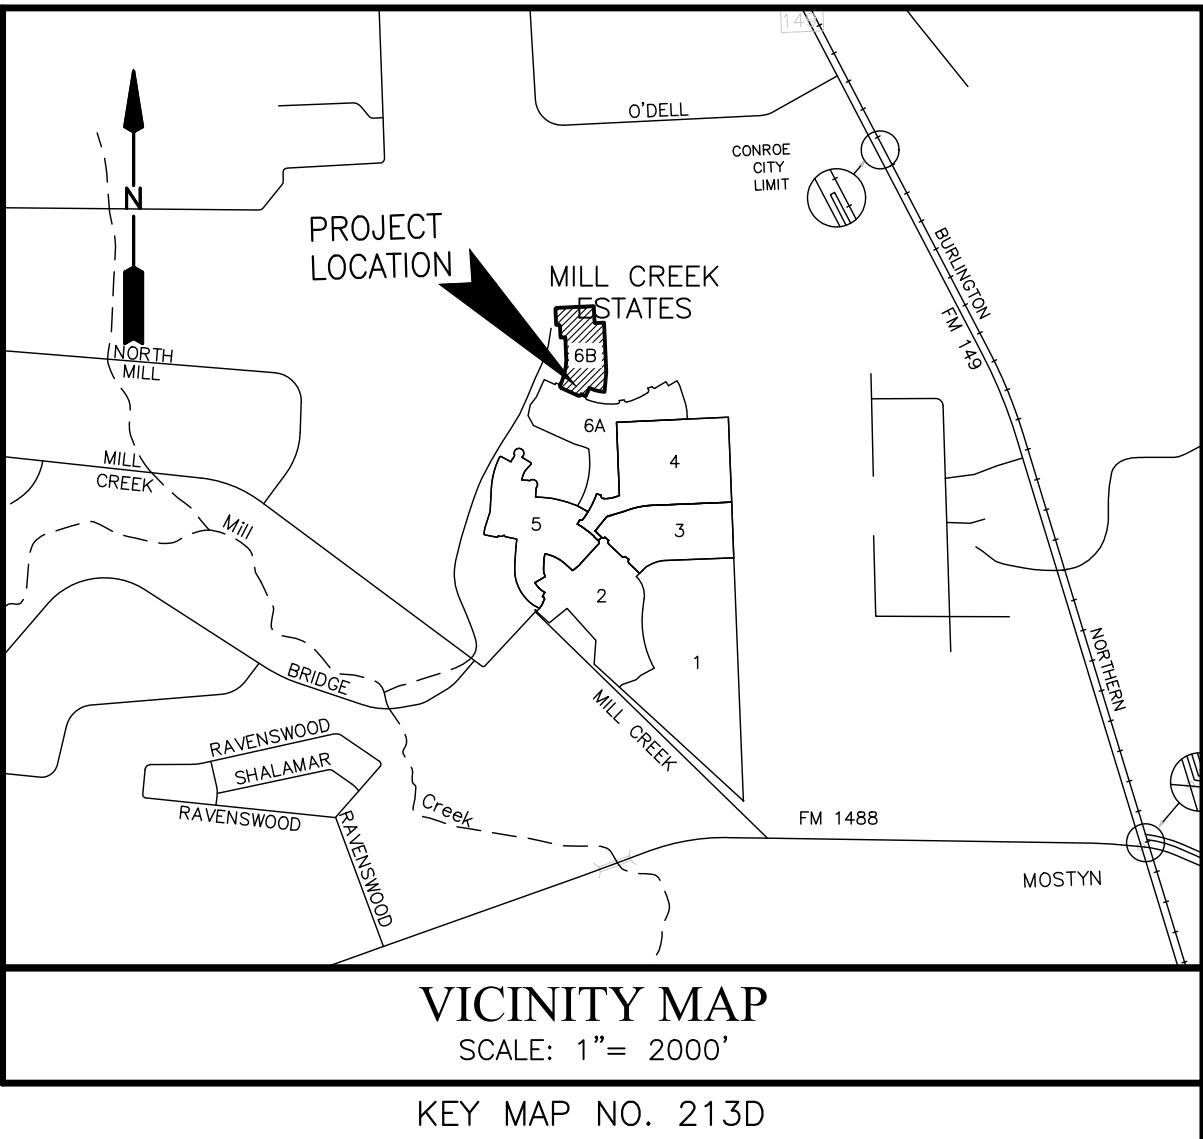 149
O'DELL
CONROE
CITY
LIMIT
N
PROJECT
LOCATION
MILL CREEK
ESTATES
BURLINGTON
FM 149
6B
NORTH
MILL
6A
4
MILL
CREEK
Mill
5
3
2
1
BRIDGE
NORTHERN
MILL CREEK
RAVENSWOOD
SHALAMAR
RAVENSWOOD
RAVENSWOOD
Creek
FM 1488
MOSTYN
VICINITY MAP
SCALE: 1"= 2000'
KEY MAP NO. 213D